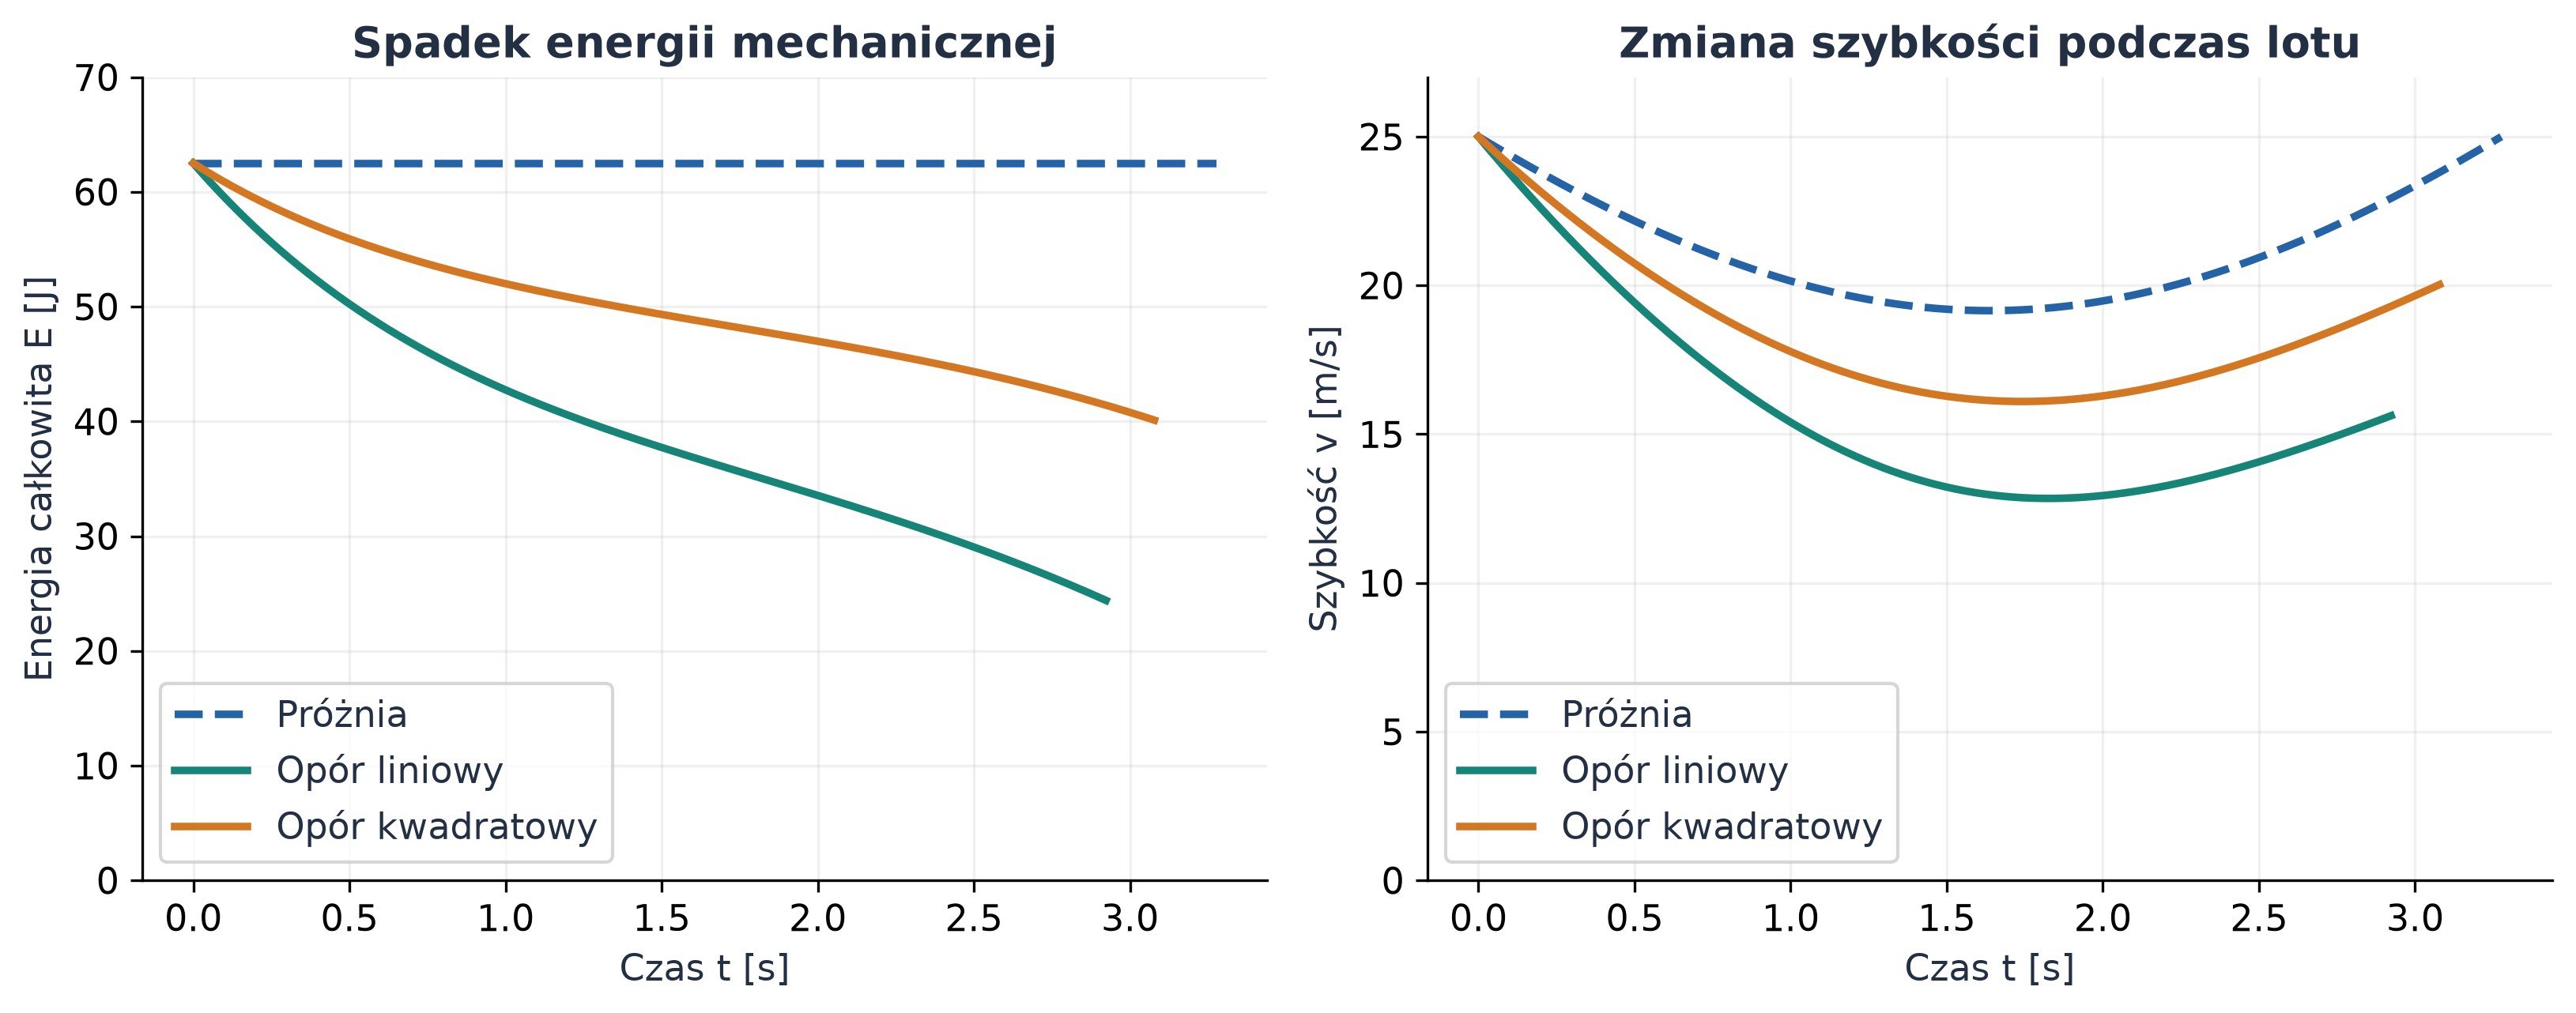 Spadek energii mechanicznej
70
60
50
40
30
20
10
0
Energia całkowita E [J]
Próżnia
Opór liniowy
Opór kwadratowy
0.0 0.5 1.0 1.5 2.0 2.5 3.0
Czas t [s]
Zmiana szybkości podczas lotu
25
20
15
10
5
0
Szybkość v [m/s]
Próżnia
Opór liniowy
Opór kwadratowy
0.0 0.5 1.0 1.5 2.0 2.5 3.0
Czas t [s]